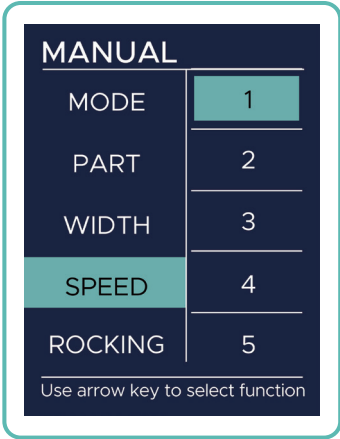 MANUAL
MODE 1
PART 2
WIDTH 3
SPEED 4
ROCKING 5
Use arrow key to select function